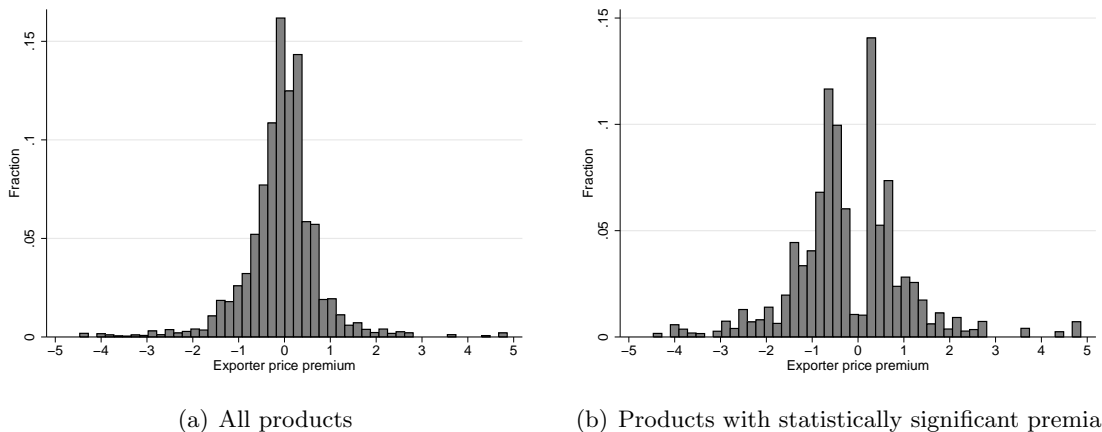 .15
.1
.05
0
Fraction
−5 −4 −3 −2 −1 0 1 2 3 4 5
Exporter price premium
(a) All products
.15
.1
.05
0
Fraction
−5 −4 −3 −2 −1 0 1 2 3 4 5
Exporter price premium
(b) Products with statistically significant premia